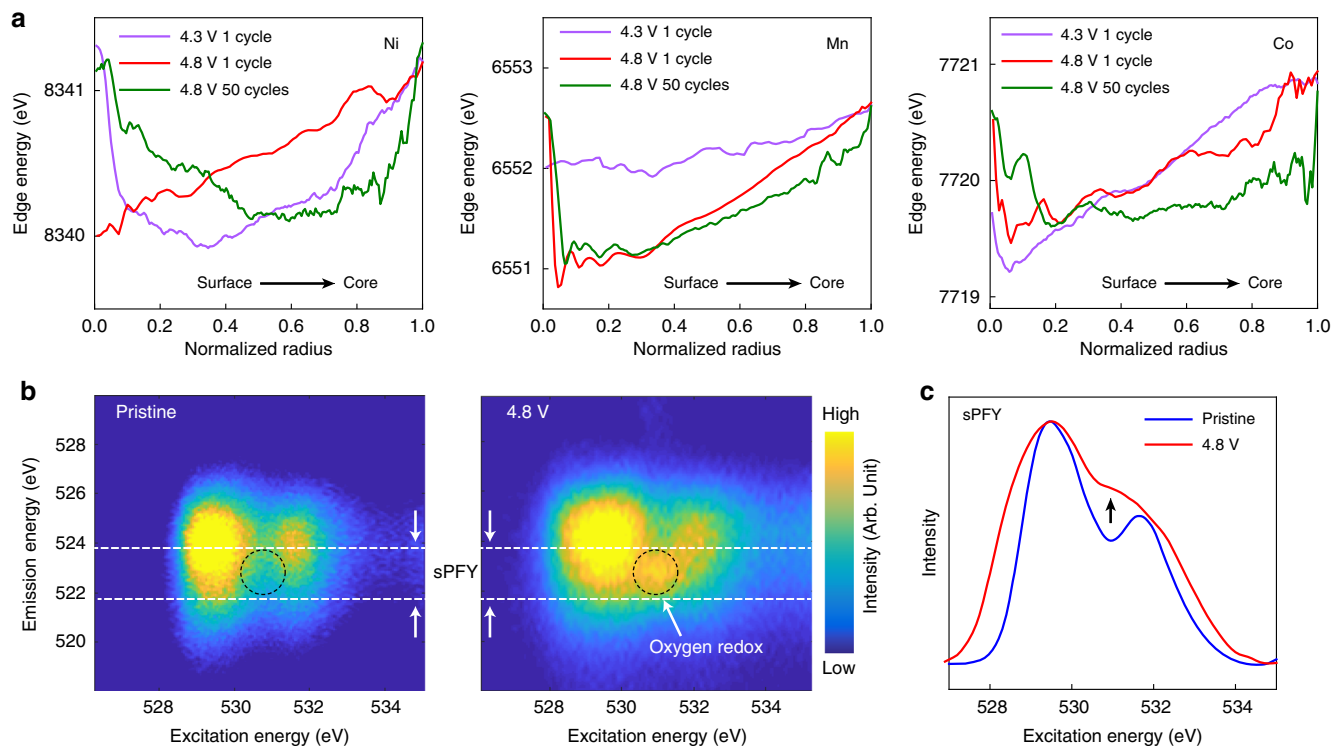 a
4.3 V 1 cycle
4.8 V 1 cycle
4.8 V 50 cycles
Ni
8341
8340
Edge energy (eV)
Surface
Core
0.0 0.2 0.4 0.6 0.8 1.0
Normalized radius
4.3 V 1 cycle
4.8 V 1 cycle
4.8 V 50 cycles
Mn
6553
6552
6551
Edge energy (eV)
Surface
Core
0.0 0.2 0.4 0.6 0.8 1.0
Normalized radius
4.3 V 1 cycle
4.8 V 1 cycle
4.8 V 50 cycles
Co
7721
7720
7719
Edge energy (eV)
Surface
Core
0.0 0.2 0.4 0.6 0.8 1.0
Normalized radius
b
Pristine
528
526
524
522
520
Emission energy (eV)
528 530 532 534
Excitation energy (eV)
sPFY
4.8 V
Oxygen redox
528 530 532 534
Excitation energy (eV)
High
Intensity (Arb. Unit)
Low
c
sPFY
Pristine
4.8 V
Intensity
528 530 532 534
Excitation energy (eV)